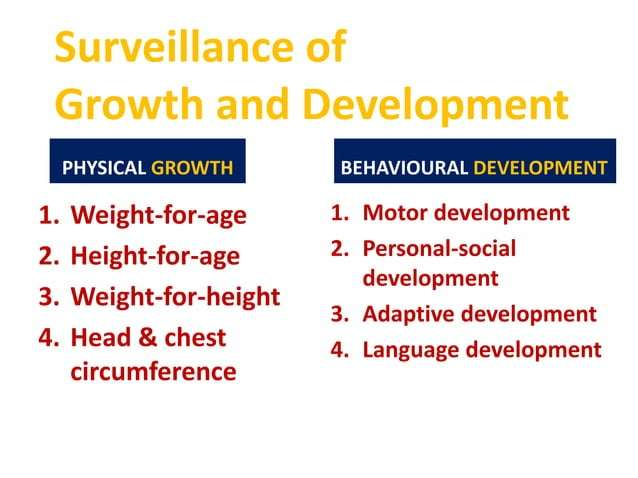 Surveillance of
Growth and Development
PHYSICAL GROWTH
1. Weight-for-age
2. Height-for-age
3. Weight-for-height
4. Head & chest
circumference
BEHAVIOURAL DEVELOPMENT
1. Motor development
2. Personal-social
development
3. Adaptive development
4. Language development